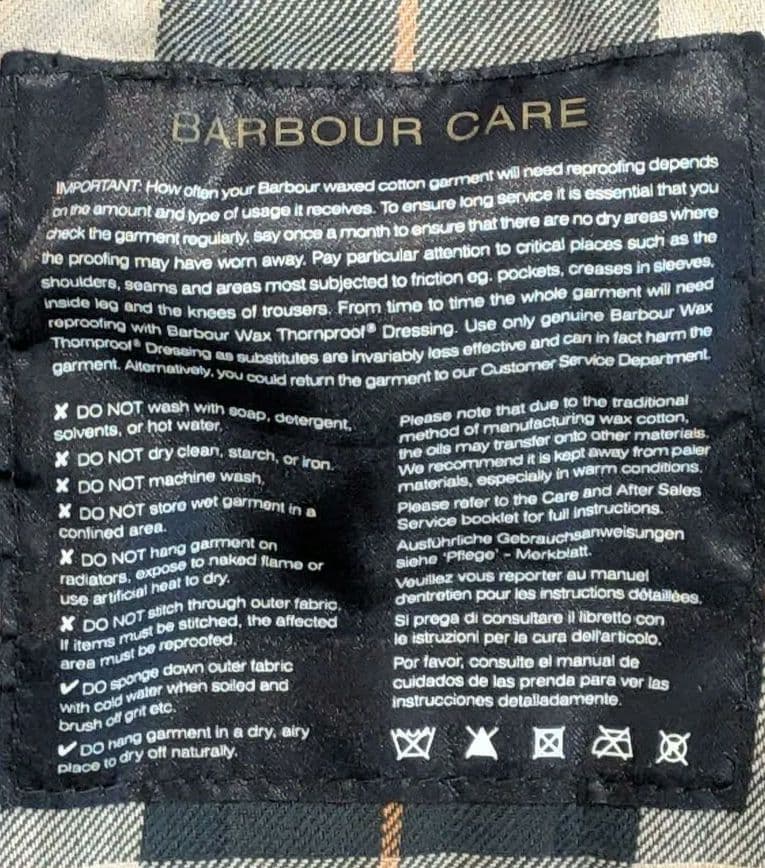 BARBOUR CARE
IMPORTANT: How often your Barbour waxed cotton garment will need reproofing depends
on the amount and type of usage it receives. To ensure long service it is essential that you
check the garment regularly, say once a month to ensure that there are no dry areas where
the proofing may have worn away. Pay particular attention to critical places such as the
shoulders, seams and areas most subjected to friction eg. pockets, creases in sleeves,
inside leg and the knees of trousers. From time to time the whole garment will need
reproofing with Barbour Wax Thornproof® Dressing. Use only genuine Barbour Wax
Thornproof® Dressing as substitutes are invariably less effective and can in fact harm the
garment. Alternatively, you could return the garment to our Customer Service Department.
✘ DO NOT wash with soap, detergent,
solvents, or hot water.
✘ DO NOT dry clean, starch, or iron.
✘ DO NOT machine wash,
✘ DO NOT store wet garment in a
confined area.
✘ DO NOT hang garment on
radiators, expose to naked flame or
use artificial heat to dry.
✘ DO NOT stitch through outer fabric,
If items must be stitched, the affected
area must be reproofed.
✔ DO sponge down outer fabric
with cold water when soiled and
brush off grit etc.
✔ DO hang garment in a dry, airy
place to dry off naturally.
Please note that due to the traditional
method of manufacturing wax cotton,
the oils may transfer onto other materials.
We recommend it is kept away from paler
materials, especially in warm conditions.
Please refer to the Care and After Sales
Service booklet for full instructions.
Ausführliche Gebrauchsanweisungen
siehe 'Pflege' - Merkblatt.
Veuillez vous reporter au manuel
d'entretien pour les instructions détaillées.
Si prega di consultare il libretto con
le istruzioni per la cura dell'articolo.
Por favor, consulte el manual de
cuidados de las prenda para ver las
instrucciones detalladamente.